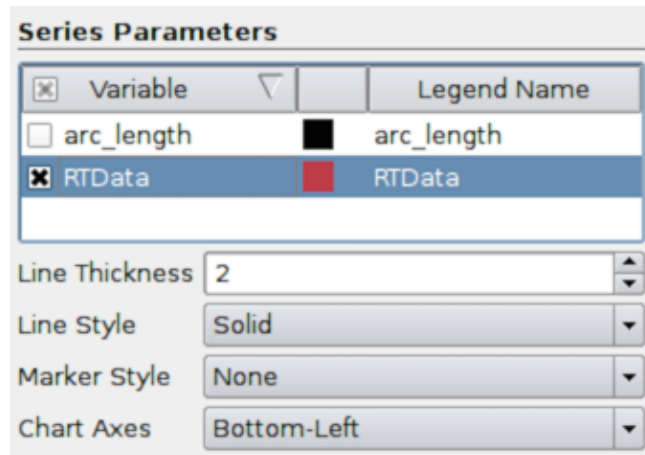 Series Parameters
Variable Legend Name
arc_length arc_length
RTData RTData
Line Thickness 2
Line Style Solid
Marker Style None
Chart Axes Bottom-Left